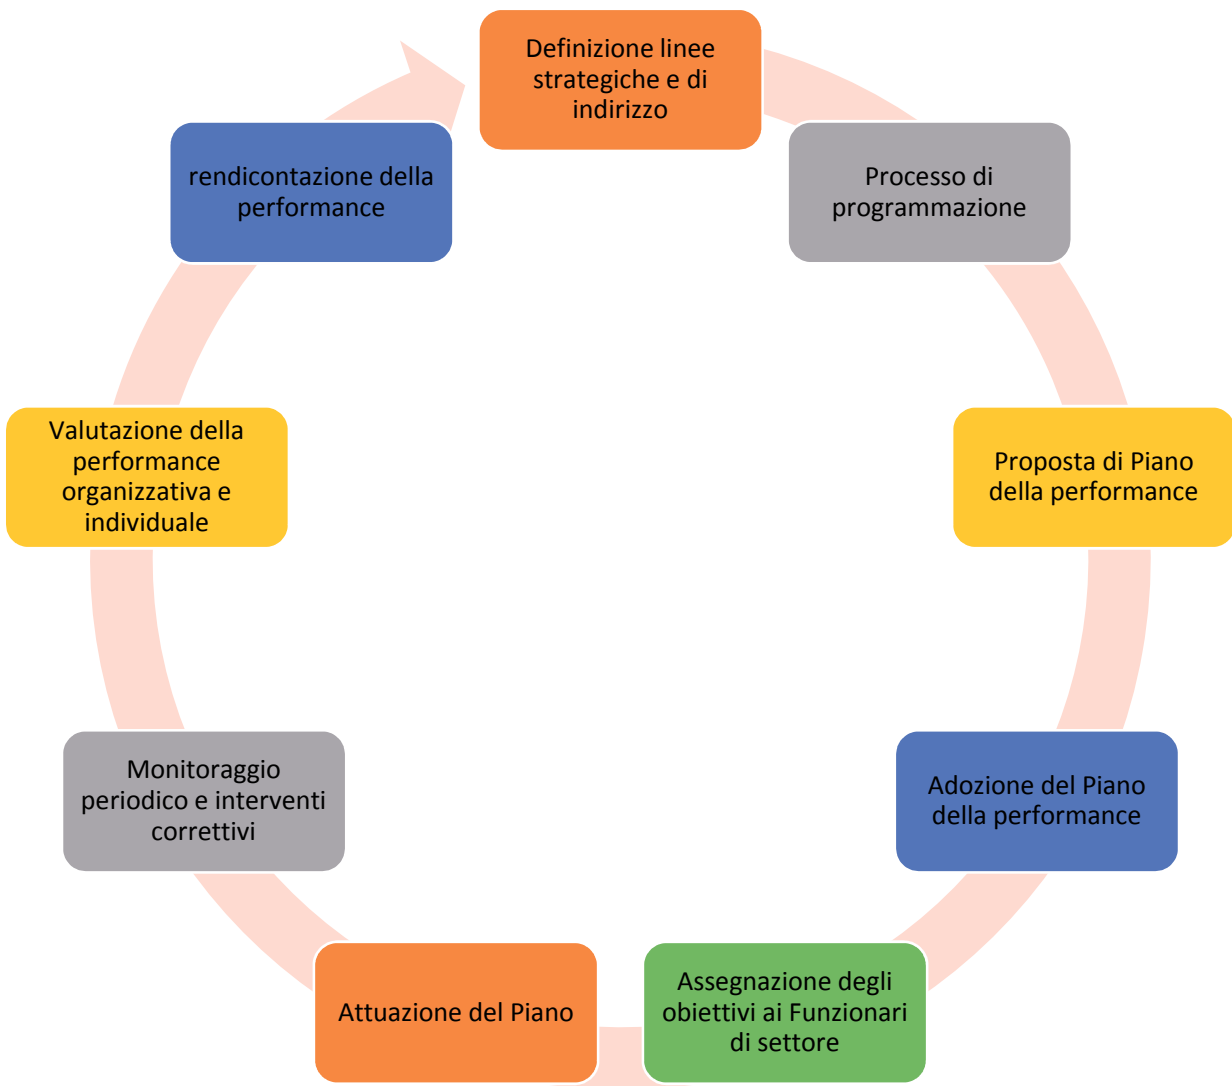 Definizione linee
strategiche e di
indirizzo
Processo di
programmazione
Proposta di Piano
della performance
Adozione del Piano
della performance
Assegnazione degli
obiettivi ai Funzionari
di settore
Attuazione del Piano
Monitoraggio
periodico e interventi
correttivi
Valutazione della
performance
organizzativa e
individuale
rendicontazione della
performance